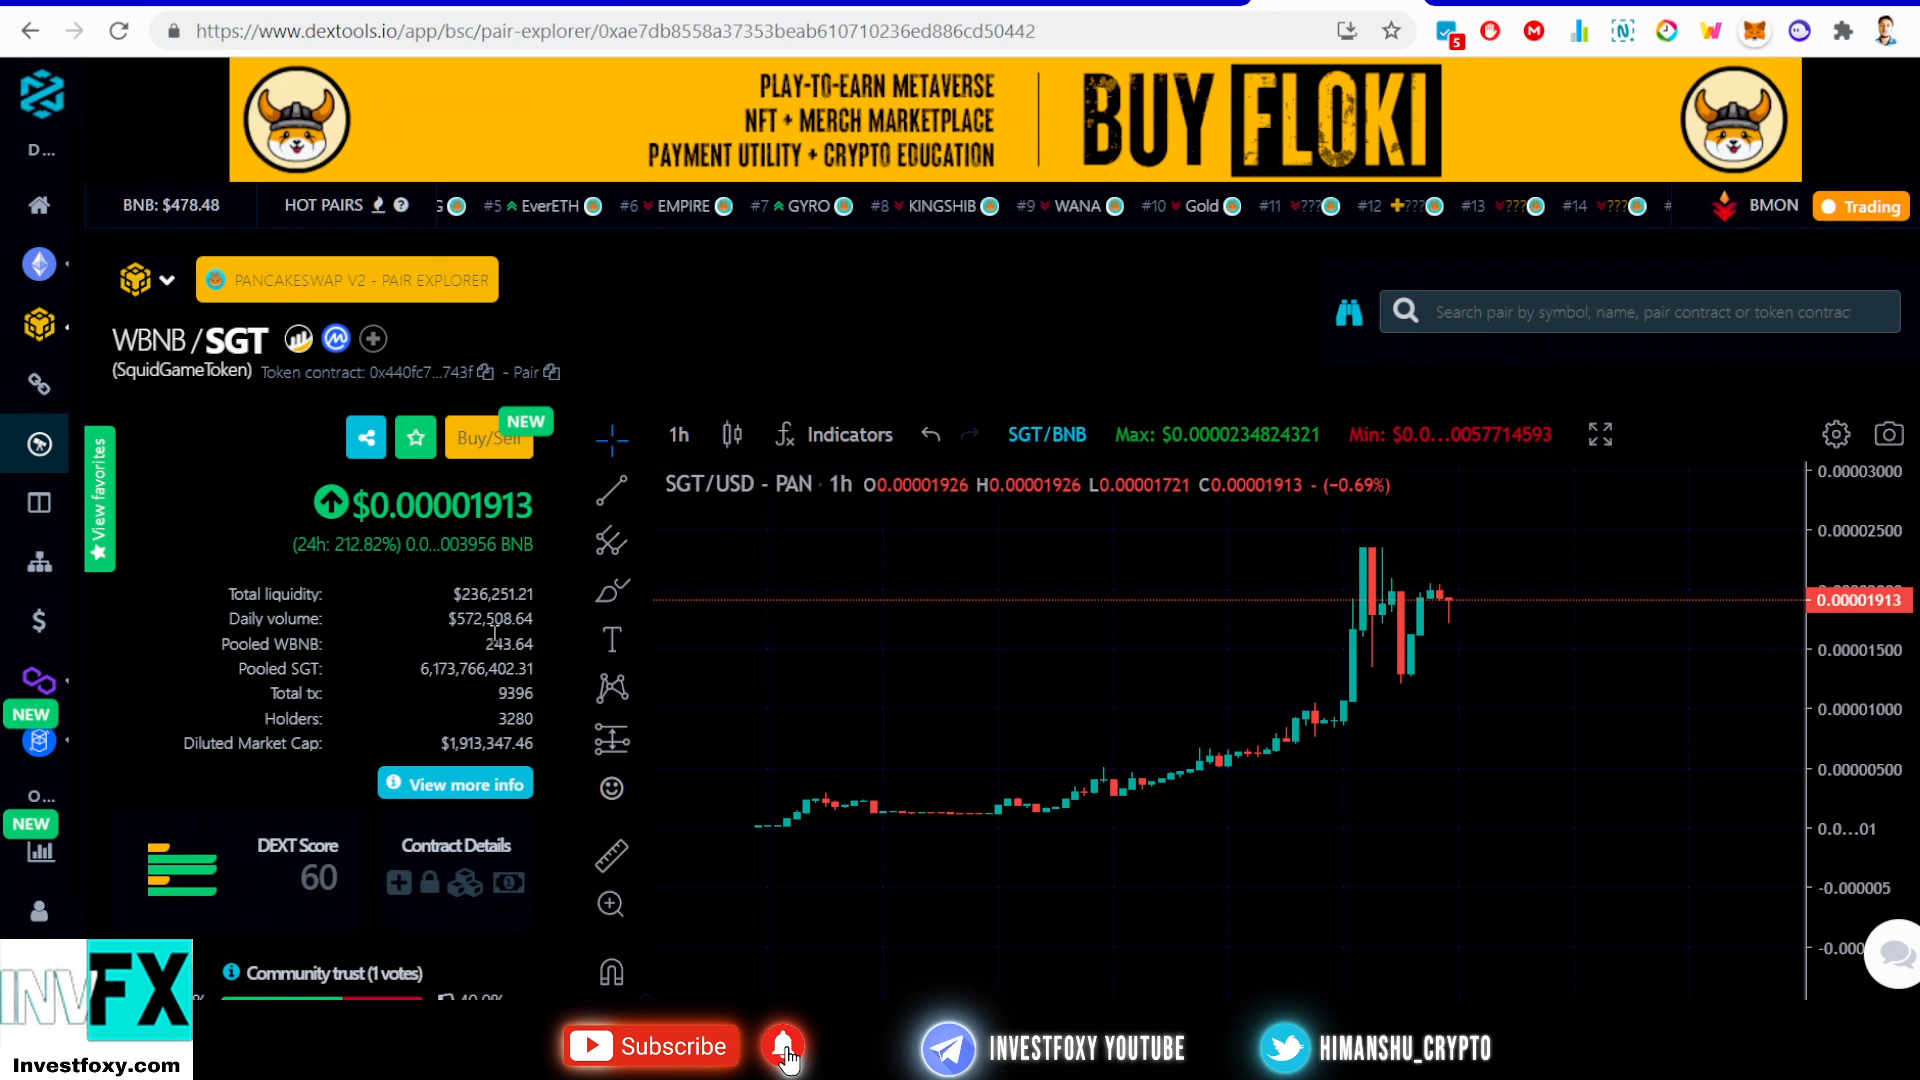 https://www.dextools.io/app/bsc/pair-explorer/0xae7db8558a37353beab610710236ed886cd50442
5
PLAY-TO-EARN METAVERSE
NFT + MERCH MARKETPLACE
PAYMENT UTILITY + CRYPTO EDUCATION
BUY FLOKI
D...
BNB: $478.48
HOT PAIRS
#5 EverETH #6 EMPIRE #7 GYRO #8 KINGSHIB #9 WANA #10 Gold #11 ??? #12 ??? #13 ??? #14 ??? #
BMON
Trading
PANCAKESWAP V2 - PAIR EXPLORER
Search pair by symbol, name, pair contract or token contrac
WBNB / SGT
(SquidGameToken) Token contract: 0x440fc7...743f - Pair
View favorites
Buy/Sell
NEW
1h
Indicators
SGT/BNB
Max: $0.0000234824321
Min: $0.0...0057714593
SGT/USD - PAN · 1h O0.00001926 H0.00001926 L0.00001721 C0.00001913 - (−0.69%)
$0.00001913
(24h: 212.82%) 0.0...003956 BNB
Total liquidity: $236,251.21
Daily volume: $572,508.64
Pooled WBNB: 243.64
Pooled SGT: 6,173,766,402.31
Total tx: 9396
Holders: 3280
Diluted Market Cap: $1,913,347.46
View more info
NEW
O...
NEW
DEXT Score
60
Contract Details
Community trust (1 votes)
0.00003000
0.00002500
0.00001913
0.00001500
0.00001000
0.00000500
0.0...01
-0.000005
-0.000
INVFX
Investfoxy.com
Subscribe
INVESTFOXY YOUTUBE
HIMANSHU_CRYPTO